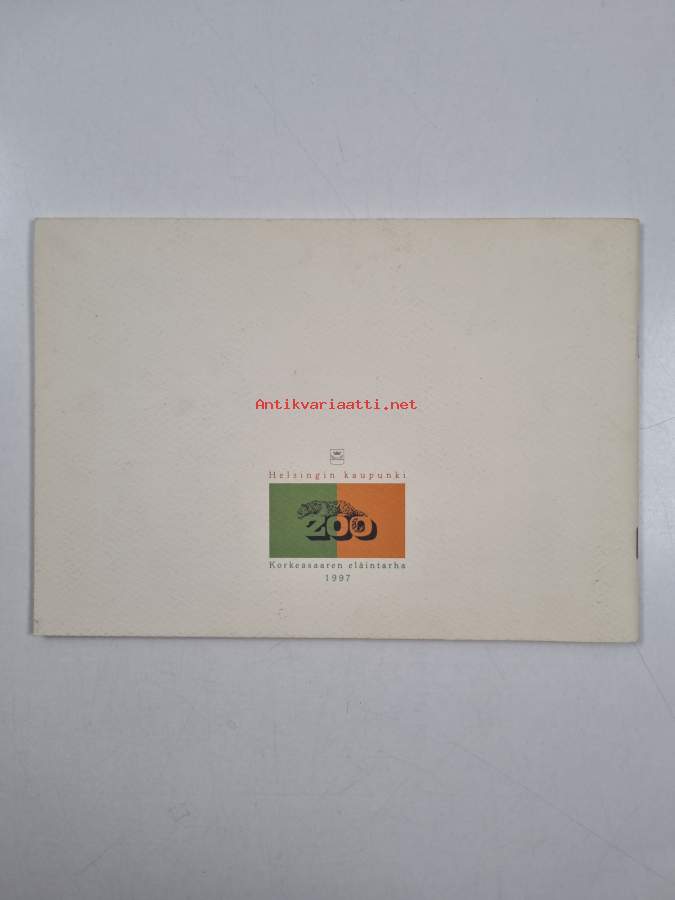 Antikvariaatti.net
Helsingin kaupunki
ZOO
Korkeasaaren eläintarha
1997